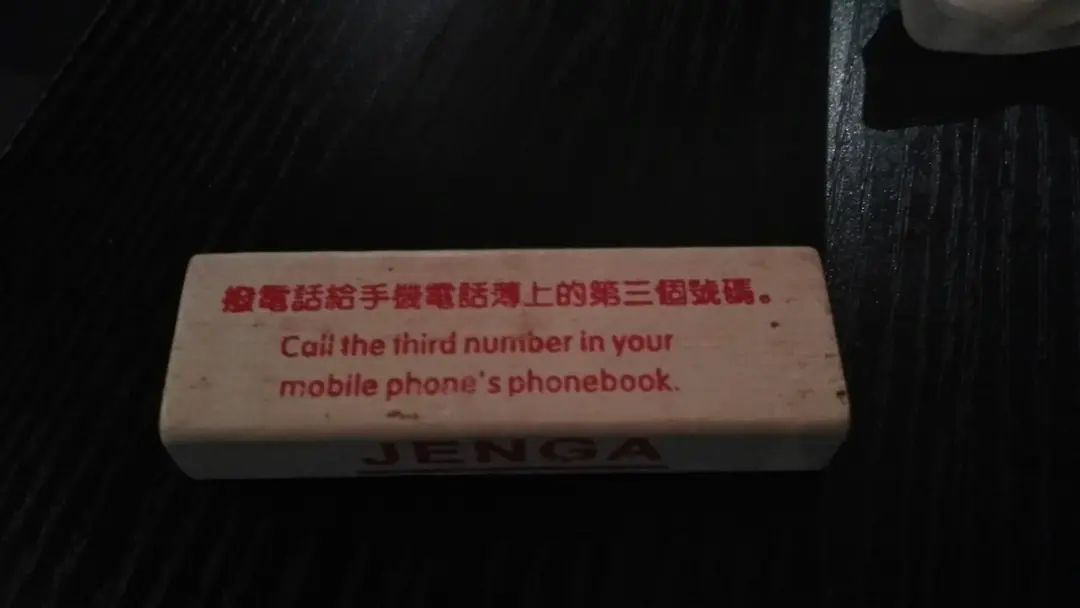 撥電話給手機電話薄上的第三個號碼。
Call the third number in your
mobile phone's phonebook.
JENGA